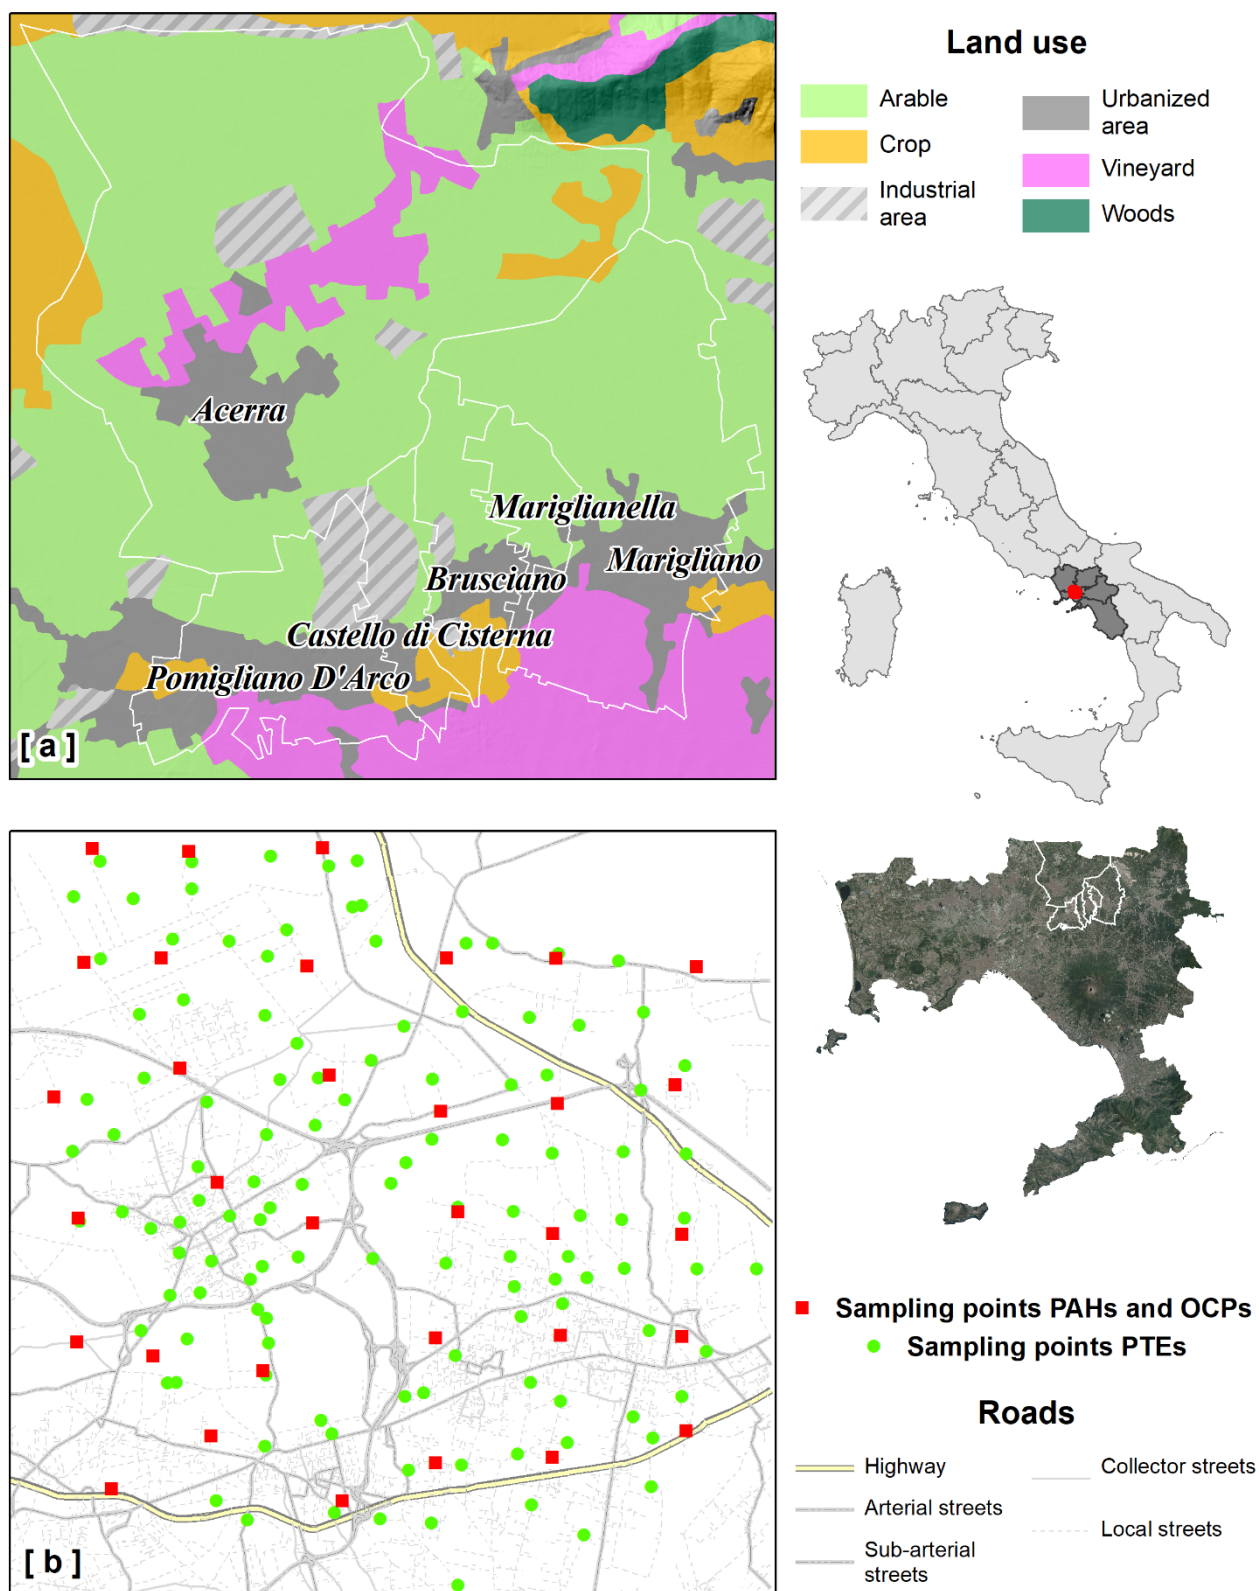 Land use
Arable
Crop
Industrial
area
Urbanized
area
Vineyard
Woods
Acerra
Mariglianella
Marigliano
Brusciano
Castello di Cisterna
Pomigliano D'Arco
[ a ]
Sampling points PAHs and OCPs
Sampling points PTEs
Roads
Highway
Arterial streets
Sub-arterial
streets
Collector streets
Local streets
[ b ]